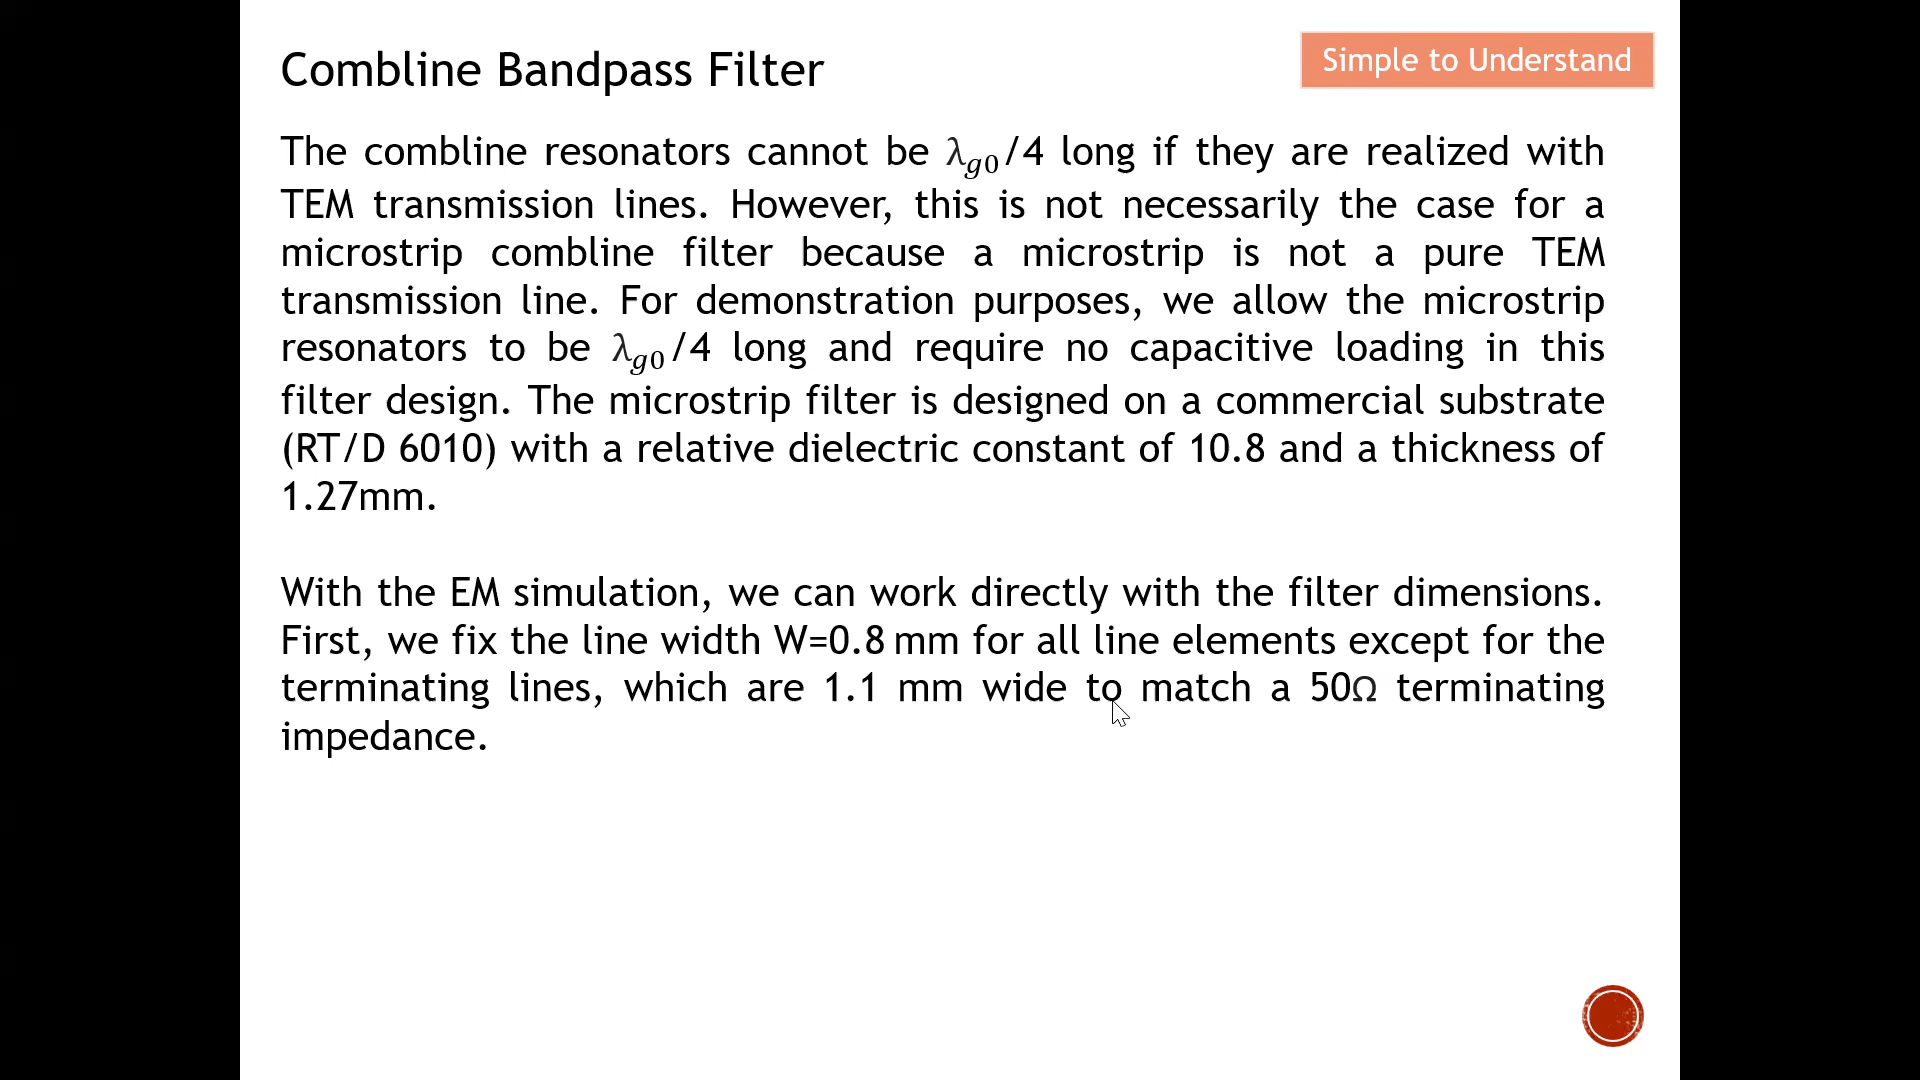 Combline Bandpass Filter
Simple to Understand
The combline resonators cannot be λg0/4 long if they are realized with
TEM transmission lines. However, this is not necessarily the case for a
microstrip combline filter because a microstrip is not a pure TEM
transmission line. For demonstration purposes, we allow the microstrip
resonators to be λg0/4 long and require no capacitive loading in this
filter design. The microstrip filter is designed on a commercial substrate
(RT/D 6010) with a relative dielectric constant of 10.8 and a thickness of
1.27mm.
With the EM simulation, we can work directly with the filter dimensions.
First, we fix the line width W=0.8 mm for all line elements except for the
terminating lines, which are 1.1 mm wide to match a 50Ω terminating
impedance.